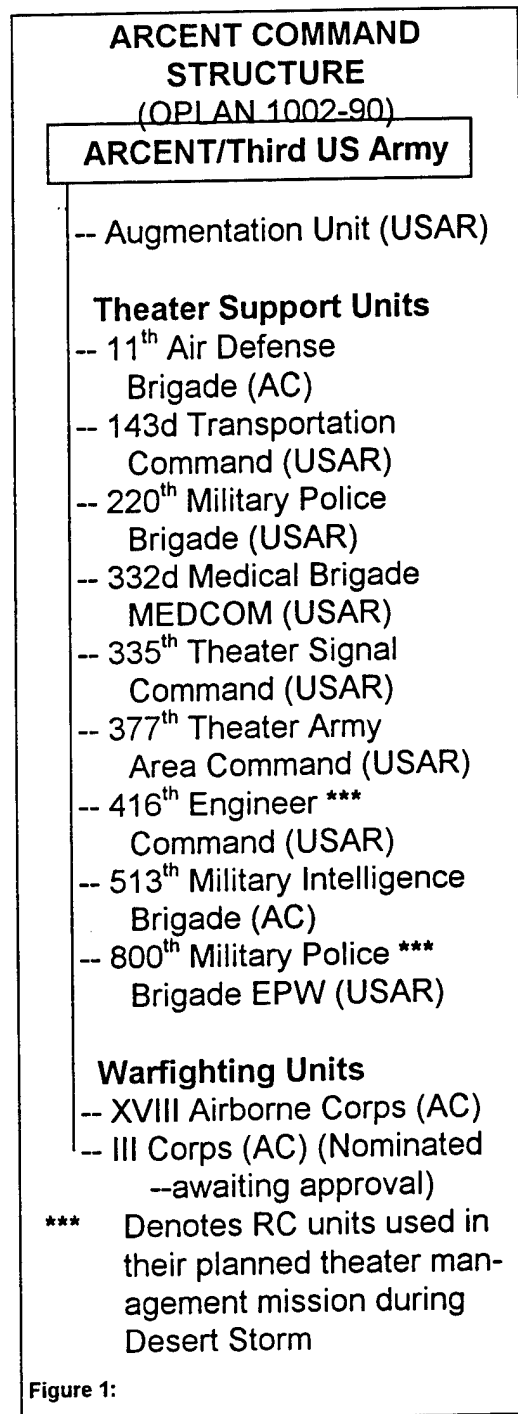 ARCENT COMMAND
STRUCTURE
(OPLAN 1002-90)
ARCENT/Third US Army
-- Augmentation Unit (USAR)
Theater Support Units
-- 11th Air Defense
Brigade (AC)
-- 143d Transportation
Command (USAR)
-- 220th Military Police
Brigade (USAR)
-- 332d Medical Brigade
MEDCOM (USAR)
-- 335th Theater Signal
Command (USAR)
-- 377th Theater Army
Area Command (USAR)
-- 416th Engineer ***
Command (USAR)
-- 513th Military Intelligence
Brigade (AC)
-- 800th Military Police ***
Brigade EPW (USAR)
Warfighting Units
-- XVIII Airborne Corps (AC)
-- III Corps (AC) (Nominated
--awaiting approval)
*** Denotes RC units used in
their planned theater man-
agement mission during
Desert Storm
Figure 1: